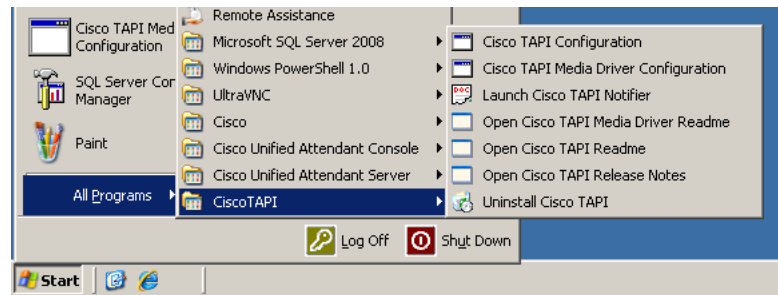 Cisco TAPI Med
Configuration
SQL Server Cor
Manager
Paint
All Programs
Remote Assistance
Microsoft SQL Server 2008
Windows PowerShell 1.0
UltraVNC
Cisco
Cisco Unified Attendant Console
Cisco Unified Attendant Server
CiscoTAPI
Cisco TAPI Configuration
Cisco TAPI Media Driver Configuration
Launch Cisco TAPI Notifier
Open Cisco TAPI Media Driver Readme
Open Cisco TAPI Readme
Open Cisco TAPI Release Notes
Uninstall Cisco TAPI
Log Off
Shut Down
Start